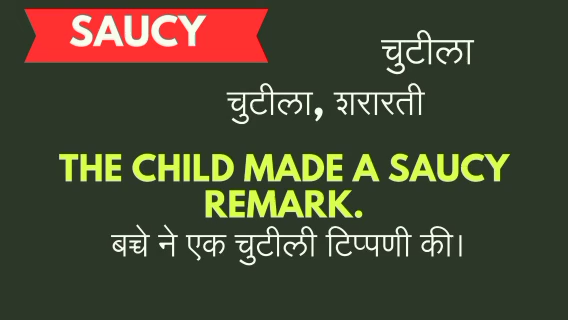 SAUCY
चुटीला
चुटीला, शरारती
THE CHILD MADE A SAUCY
REMARK.
बच्चे ने एक चुटीली टिप्पणी की।